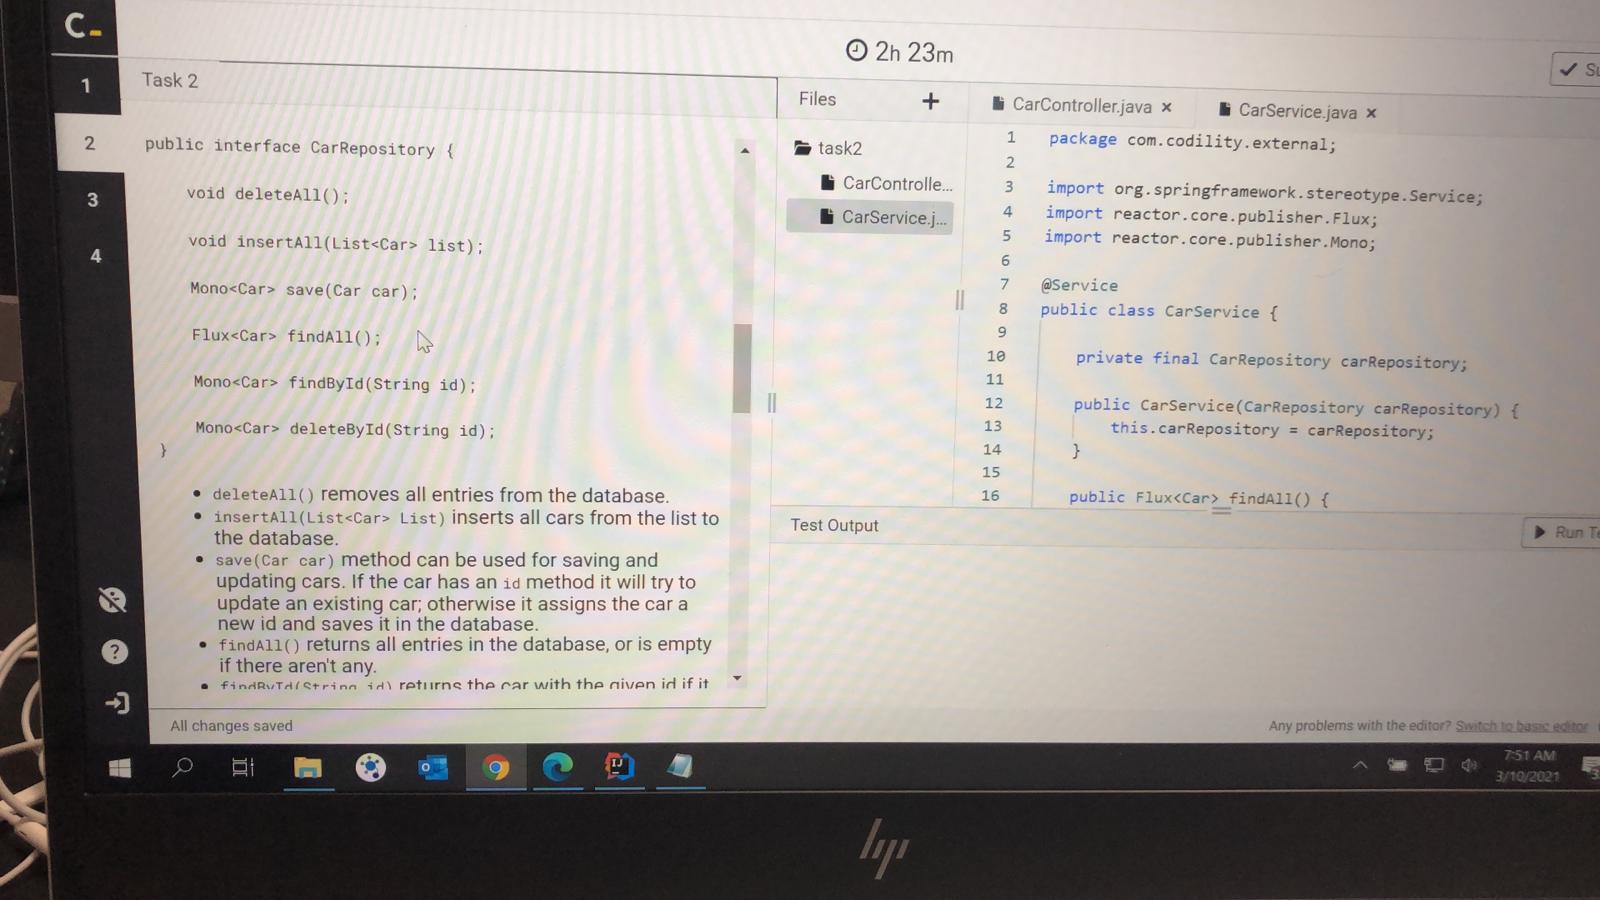 C_
2h 23m
1
2
3
4
Task 2
public interface CarRepository {
void deleteAll();
void insertAll(List<Car> list);
Mono<Car> save(Car car);
Flux<Car> findAll();
Mono<Car> findById(String id);
Mono<Car> deleteById(String id);
}
• deleteAll() removes all entries from the database.
• insertAll(List<Car> List) inserts all cars from the list to
the database.
• save(Car car) method can be used for saving and
updating cars. If the car has an id method it will try to
update an existing car; otherwise it assigns the car a
new id and saves it in the database.
• findAll() returns all entries in the database, or is empty
if there aren't any.
• findById(String id) returns the car with the given id if it
All changes saved
Files +
task2
CarControlle...
CarService.j...
CarController.java ×
CarService.java ×
1 package com.codility.external;
2
3 import org.springframework.stereotype.Service;
4 import reactor.core.publisher.Flux;
5 import reactor.core.publisher.Mono;
6
7 @Service
8 public class CarService {
9
10 private final CarRepository carRepository;
11
12 public CarService(CarRepository carRepository) {
13 this.carRepository = carRepository;
14 }
15
16 public Flux<Car> findAll() {
Test Output
Run Te
Any problems with the editor? Switch to basic editor
7:51 AM
3/10/2021
hp